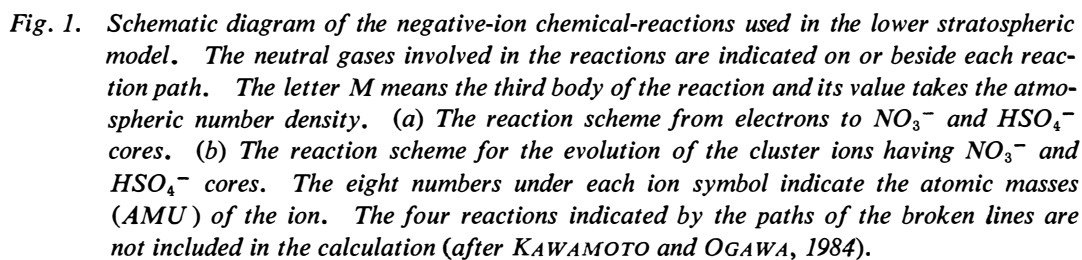 Fig. 1. Schematic diagram of the negative-ion chemical-reactions used in the lower stratospheric
model. The neutral gases involved in the reactions are indicated on or beside each reac-
tion path. The letter M means the third body of the reaction and its value takes the atmo-
spheric number density. (a) The reaction scheme from electrons to NO₃⁻ and HSO₄⁻
cores. (b) The reaction scheme for the evolution of the cluster ions having NO₃⁻ and
HSO₄⁻ cores. The eight numbers under each ion symbol indicate the atomic masses
(AMU) of the ion. The four reactions indicated by the paths of the broken lines are
not included in the calculation (after KAWAMOTO and OGAWA, 1984).